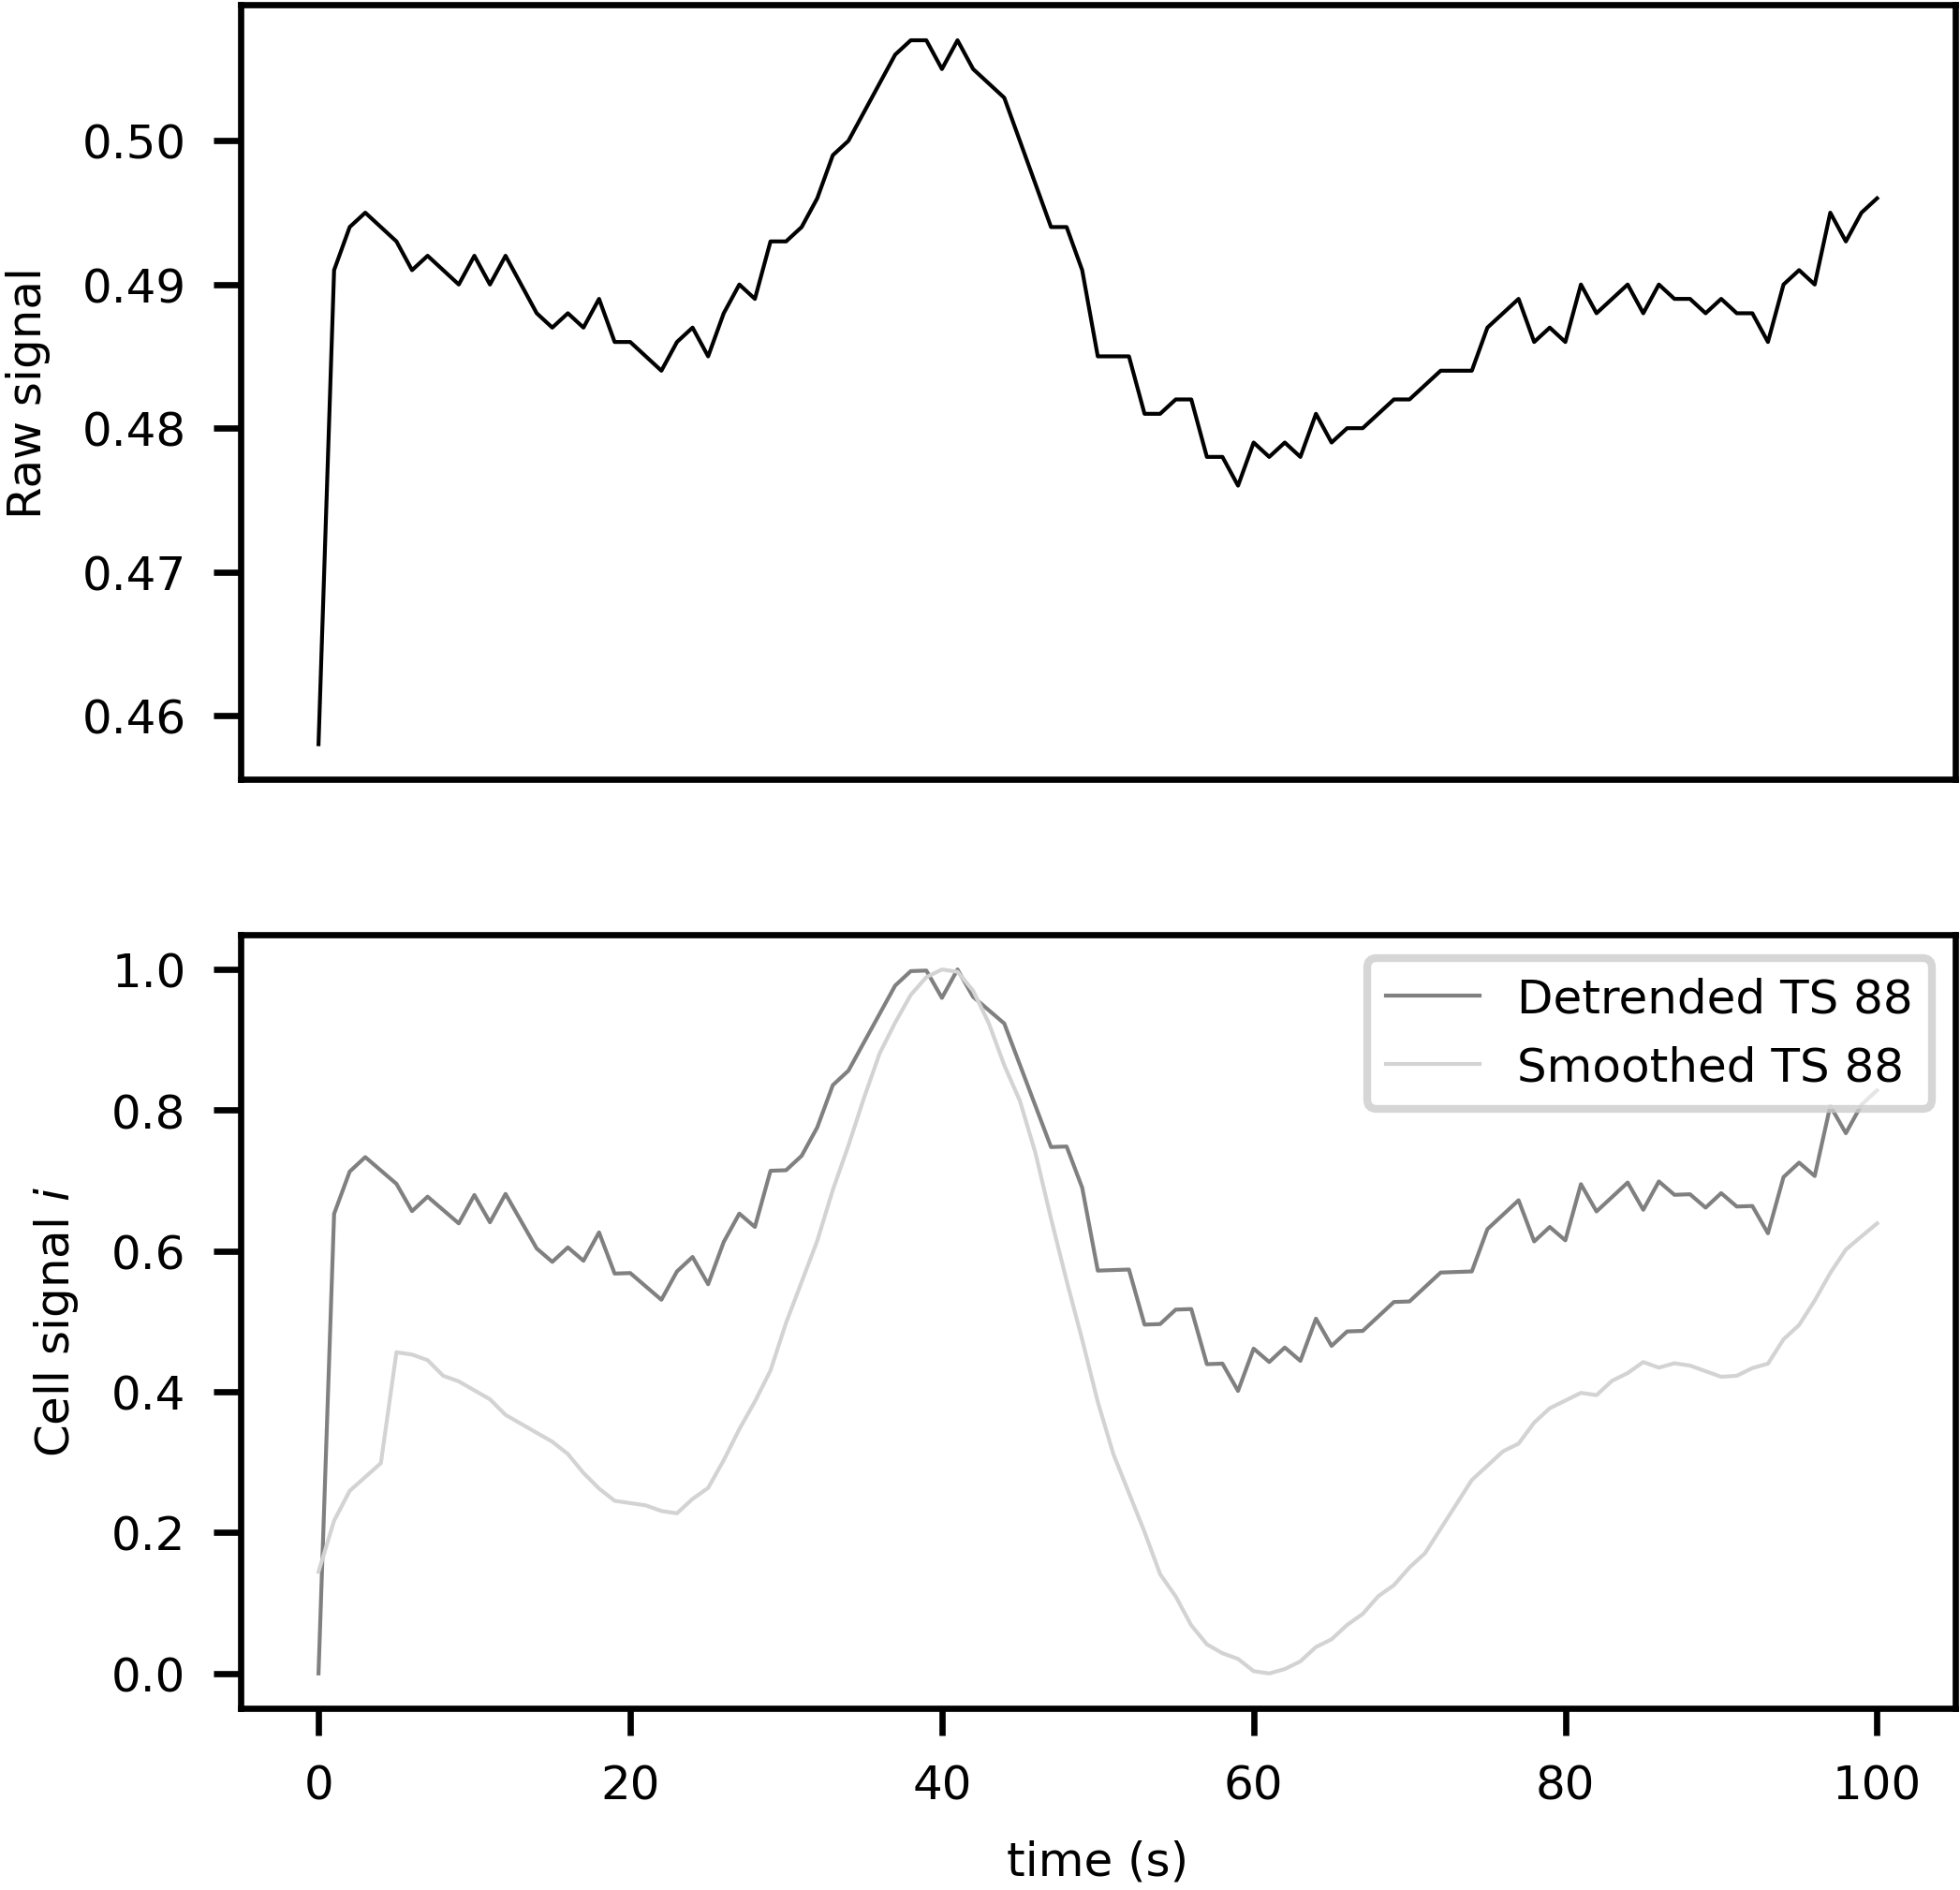 Raw signal
0.50
0.49
0.48
0.47
0.46
Cell signal i
1.0
0.8
0.6
0.4
0.2
0.0
Detrended TS 88
Smoothed TS 88
0 20 40 60 80 100
time (s)